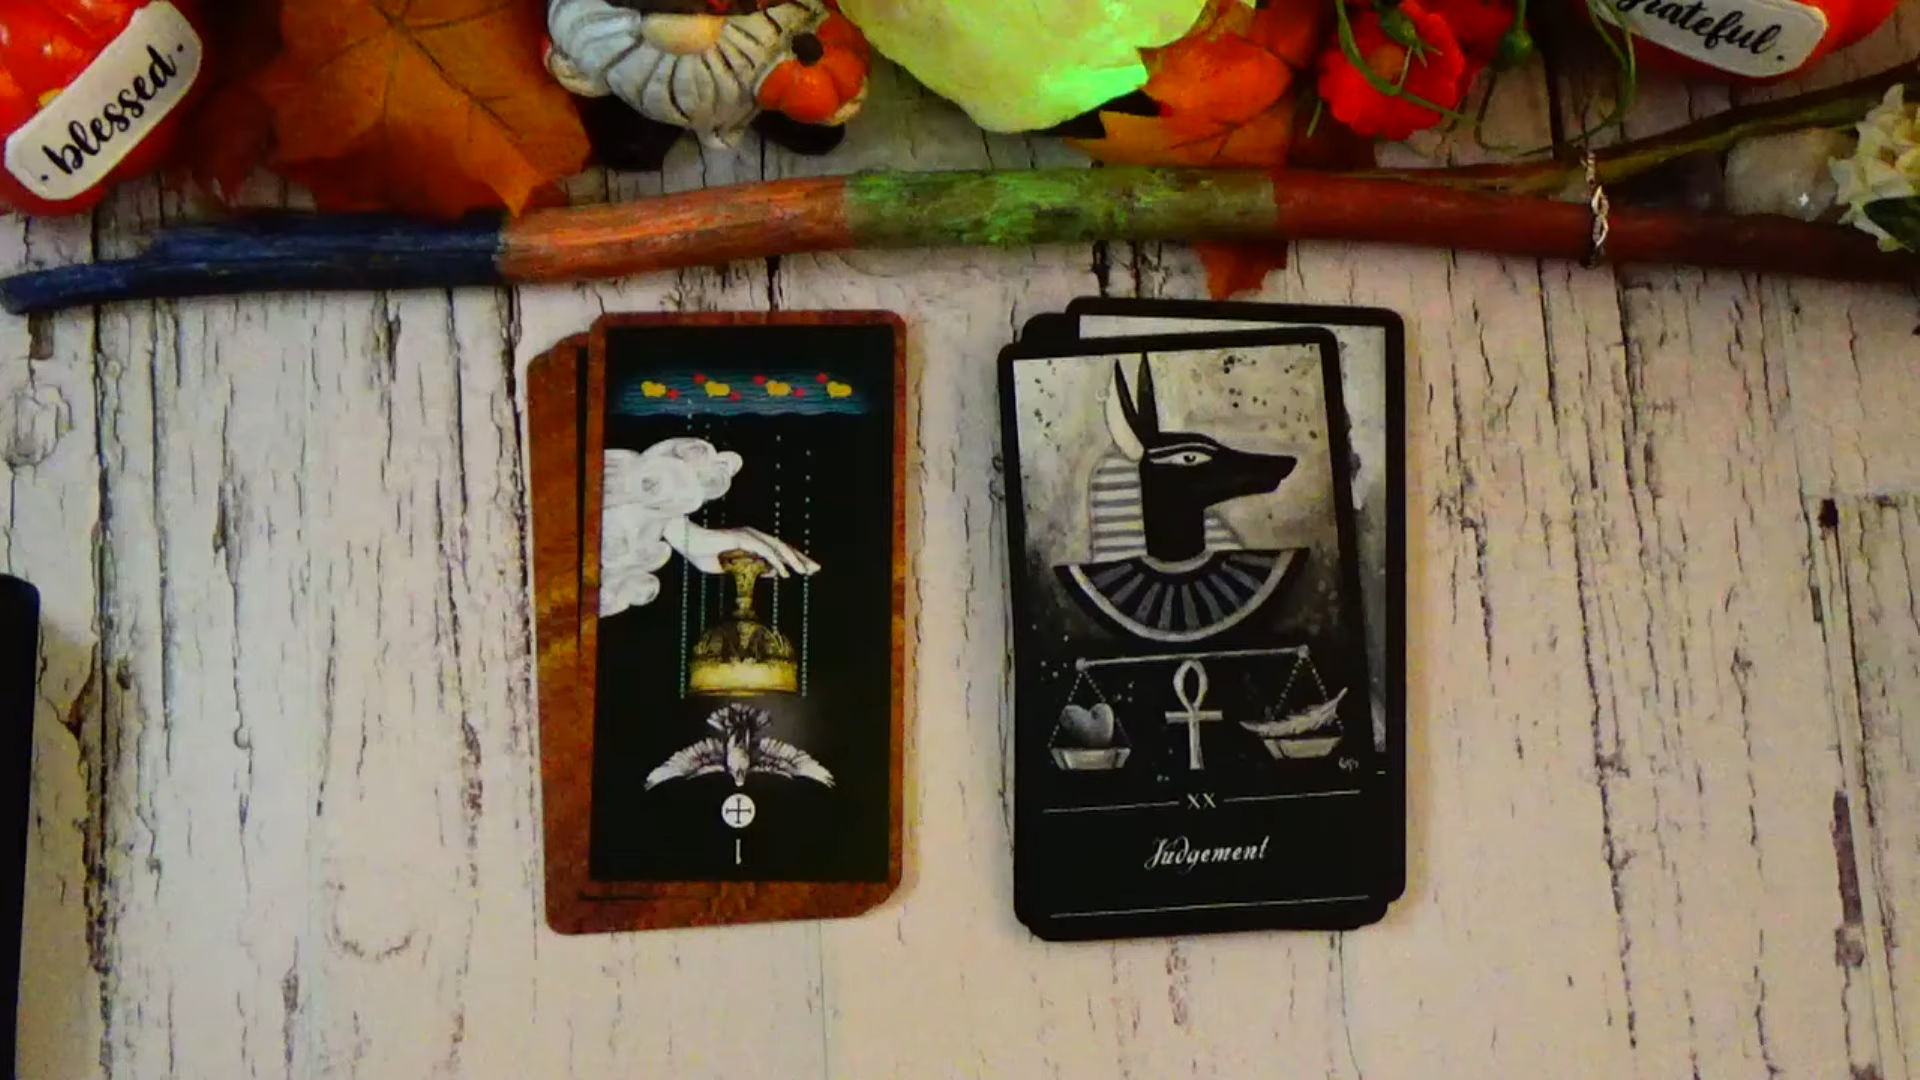 ·blessed·
grateful·
I
XX
Judgement